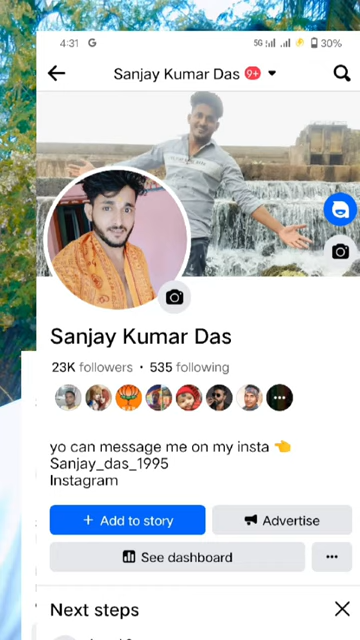 4:31 G 5G 30%
Sanjay Kumar Das 9+
Sanjay Kumar Das
23K followers • 535 following
yo can message me on my insta 👈
Sanjay_das_1995
Instagram
+ Add to story
Advertise
See dashboard
Next steps